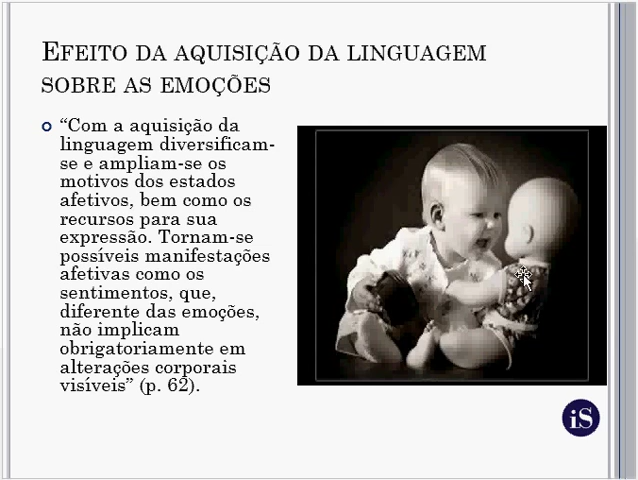 EFEITO DA AQUISIÇÃO DA LINGUAGEM
SOBRE AS EMOÇÕES
“Com a aquisição da
linguagem diversificam-
se e ampliam-se os
motivos dos estados
afetivos, bem como os
recursos para sua
expressão. Tornam-se
possíveis manifestações
afetivas como os
sentimentos, que,
diferente das emoções,
não implicam
obrigatoriamente em
alterações corporais
visíveis” (p. 62).
iS